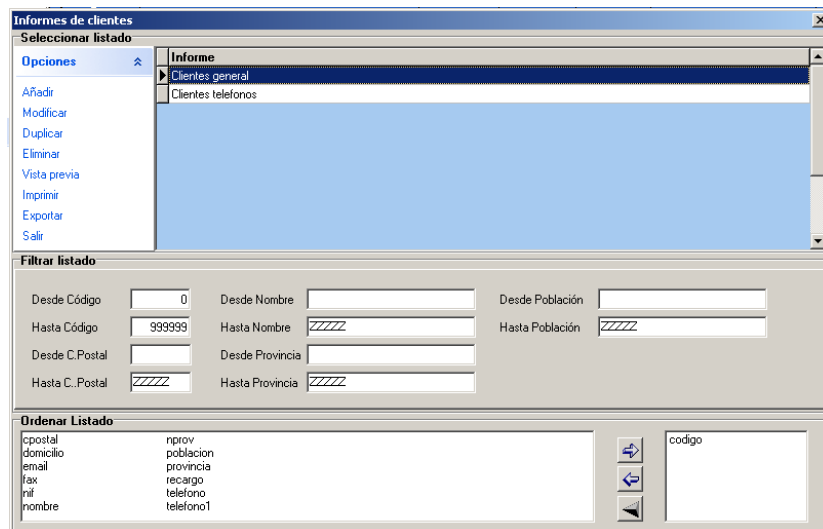 Informes de clientes
Seleccionar listado
Opciones
Añadir
Modificar
Duplicar
Eliminar
Vista previa
Imprimir
Exportar
Salir
Informe
Clientes general
Clientes telefonos
Filtrar listado
Desde Código 0 Desde Nombre Desde Población
Hasta Código 999999 Hasta Nombre ZZZZZ Hasta Población ZZZZZ
Desde C.Postal Desde Provincia
Hasta C..Postal ZZZZZ Hasta Provincia ZZZZZ
Ordenar Listado
cpostal nprov codigo
domicilio poblacion
email provincia
fax recargo
nif telefono
nombre telefono1